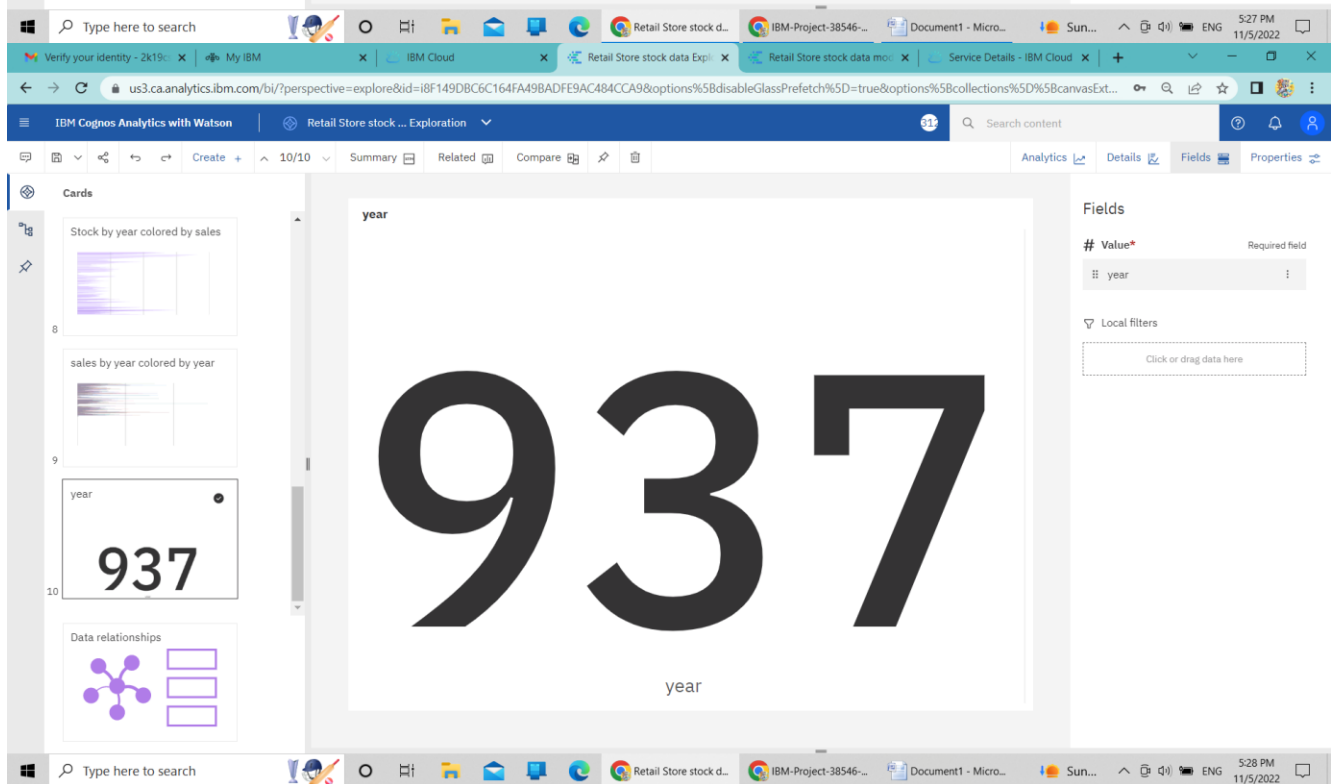 Type here to search
Retail Store stock d...
IBM-Project-38546-...
Document1 - Micro...
Sun...
ENG
5:27 PM
11/5/2022
Verify your identity - 2k19c
My IBM
IBM Cloud
Retail Store stock data Expl
Retail Store stock data mod
Service Details - IBM Cloud
us3.ca.analytics.ibm.com/bi/?perspective=explore&id=i8F149DBC6C164FA49BADFE9AC484CCA9&options%5BdisableGlassPrefetch%5D=true&options%5Bcollections%5D%5BcanvasExt...
IBM Cognos Analytics with Watson
Retail Store stock ... Exploration
Search content
Create +
10/10
Summary
Related
Compare
Analytics
Details
Fields
Properties
Cards
Stock by year colored by sales
8
sales by year colored by year
9
year
937
10
Data relationships
year
937
year
Fields
# Value*
Required field
year
Local filters
Click or drag data here
Type here to search
Retail Store stock d...
IBM-Project-38546-...
Document1 - Micro...
Sun...
ENG
5:28 PM
11/5/2022